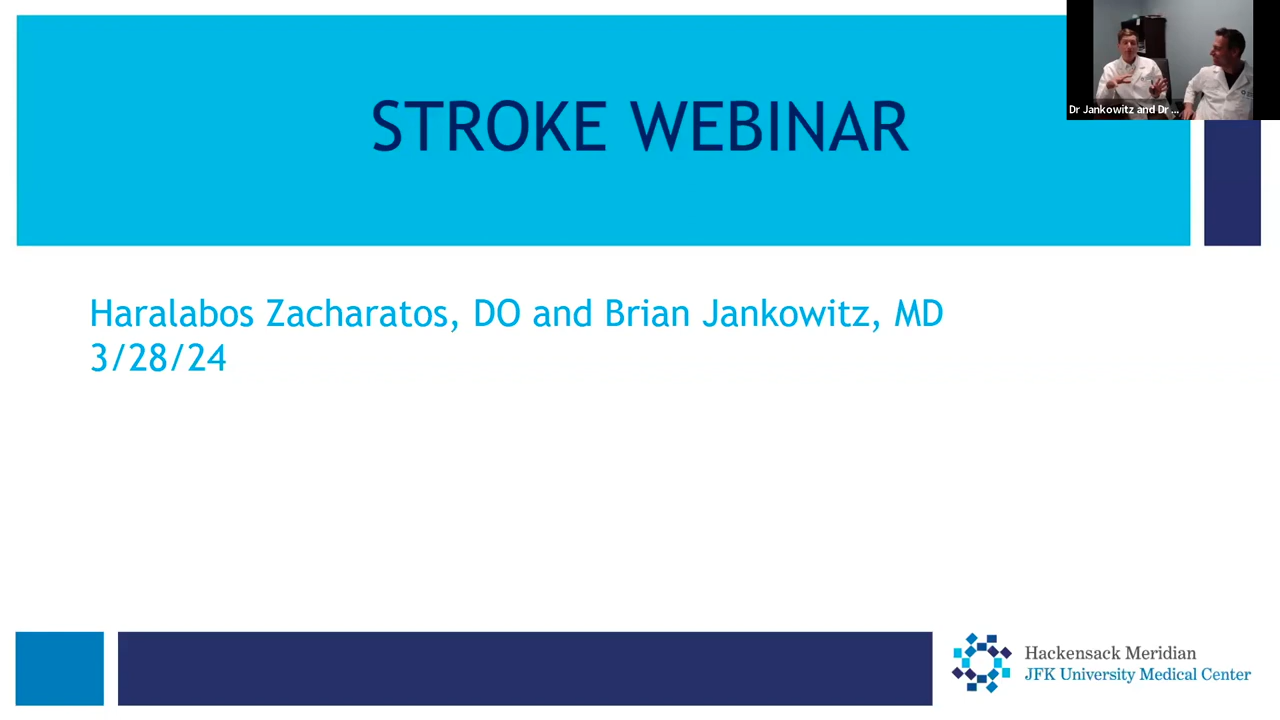 STROKE WEBINAR
Dr Jankowitz and Dr ...
Haralabos Zacharatos, DO and Brian Jankowitz, MD
3/28/24
Hackensack Meridian
JFK University Medical Center